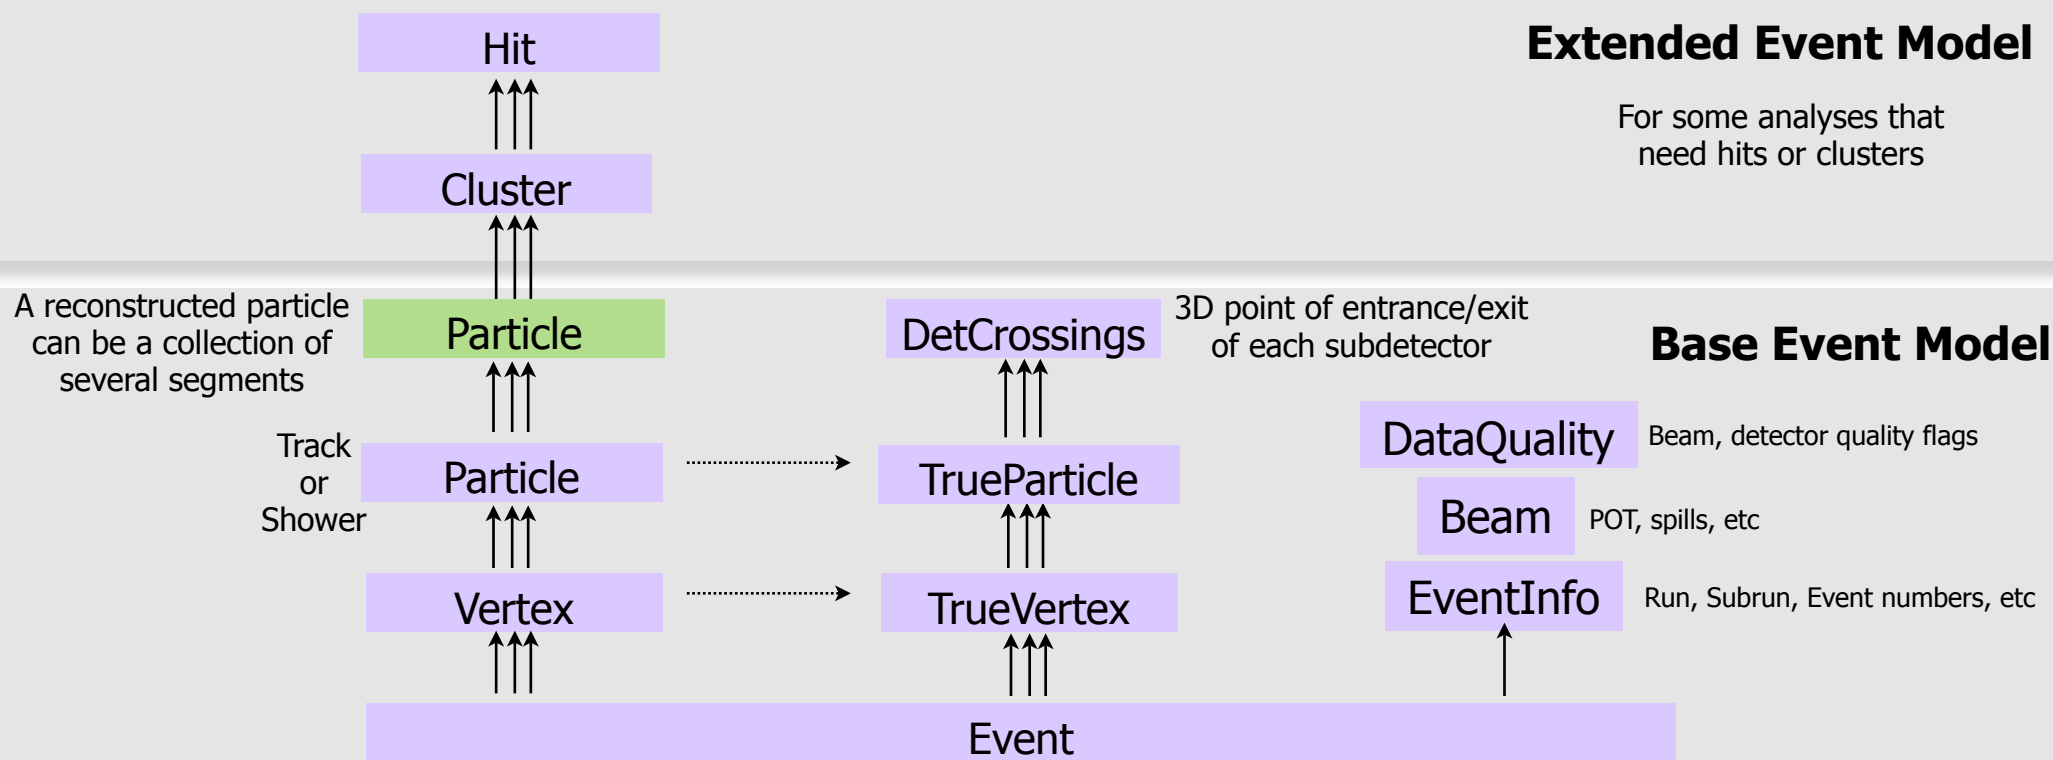 Hit
Extended Event Model
For some analyses that
need hits or clusters
Cluster
A reconstructed particle
can be a collection of
several segments
Particle
DetCrossings
3D point of entrance/exit
of each subdetector
Base Event Model
Track
or
Shower
Particle
TrueParticle
DataQuality
Beam, detector quality flags
Beam
POT, spills, etc
Vertex
TrueVertex
EventInfo
Run, Subrun, Event numbers, etc
Event